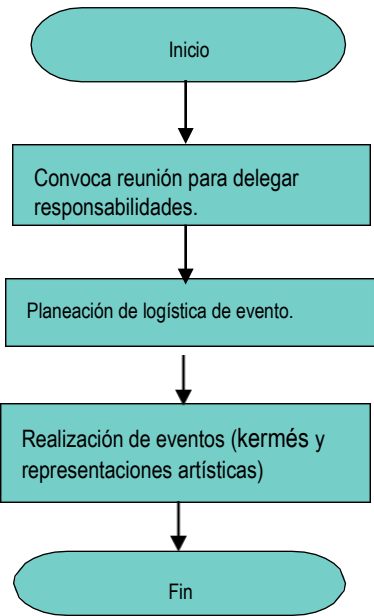 Inicio
Convoca reunión para delegar
responsabilidades.
Planeación de logística de evento.
Realización de eventos (kermés y
representaciones artísticas)
Fin